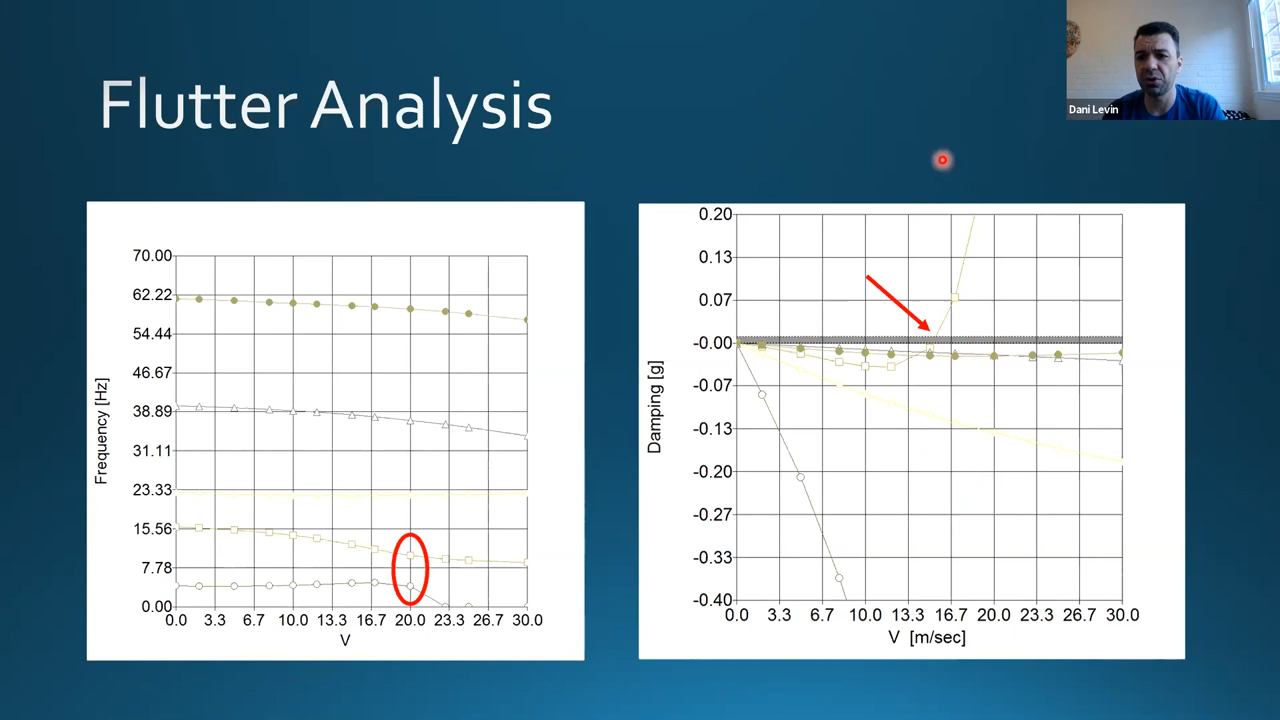 Flutter Analysis
Dani Levin
70.00
62.22
54.44
46.67
38.89
31.11
23.33
15.56
7.78
0.00
Frequency [Hz]
0.0 3.3 6.7 10.0 13.3 16.7 20.0 23.3 26.7 30.0
V
0.20
0.13
0.07
-0.00
-0.07
-0.13
-0.20
-0.27
-0.33
-0.40
Damping [g]
0.0 3.3 6.7 10.0 13.3 16.7 20.0 23.3 26.7 30.0
V [m/sec]